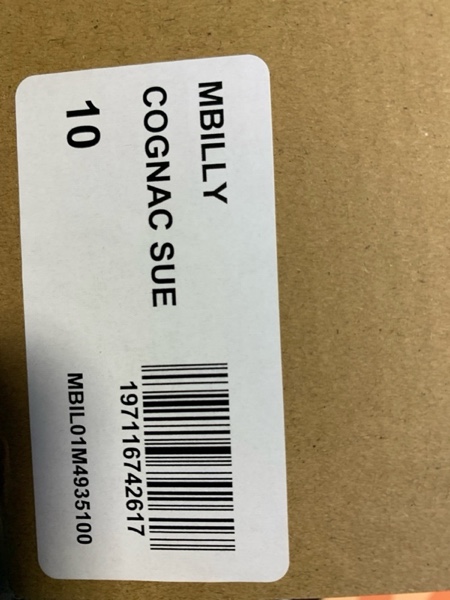 MBILLY
COGNAC SUE
10
197116742617
MBIL01M4935100